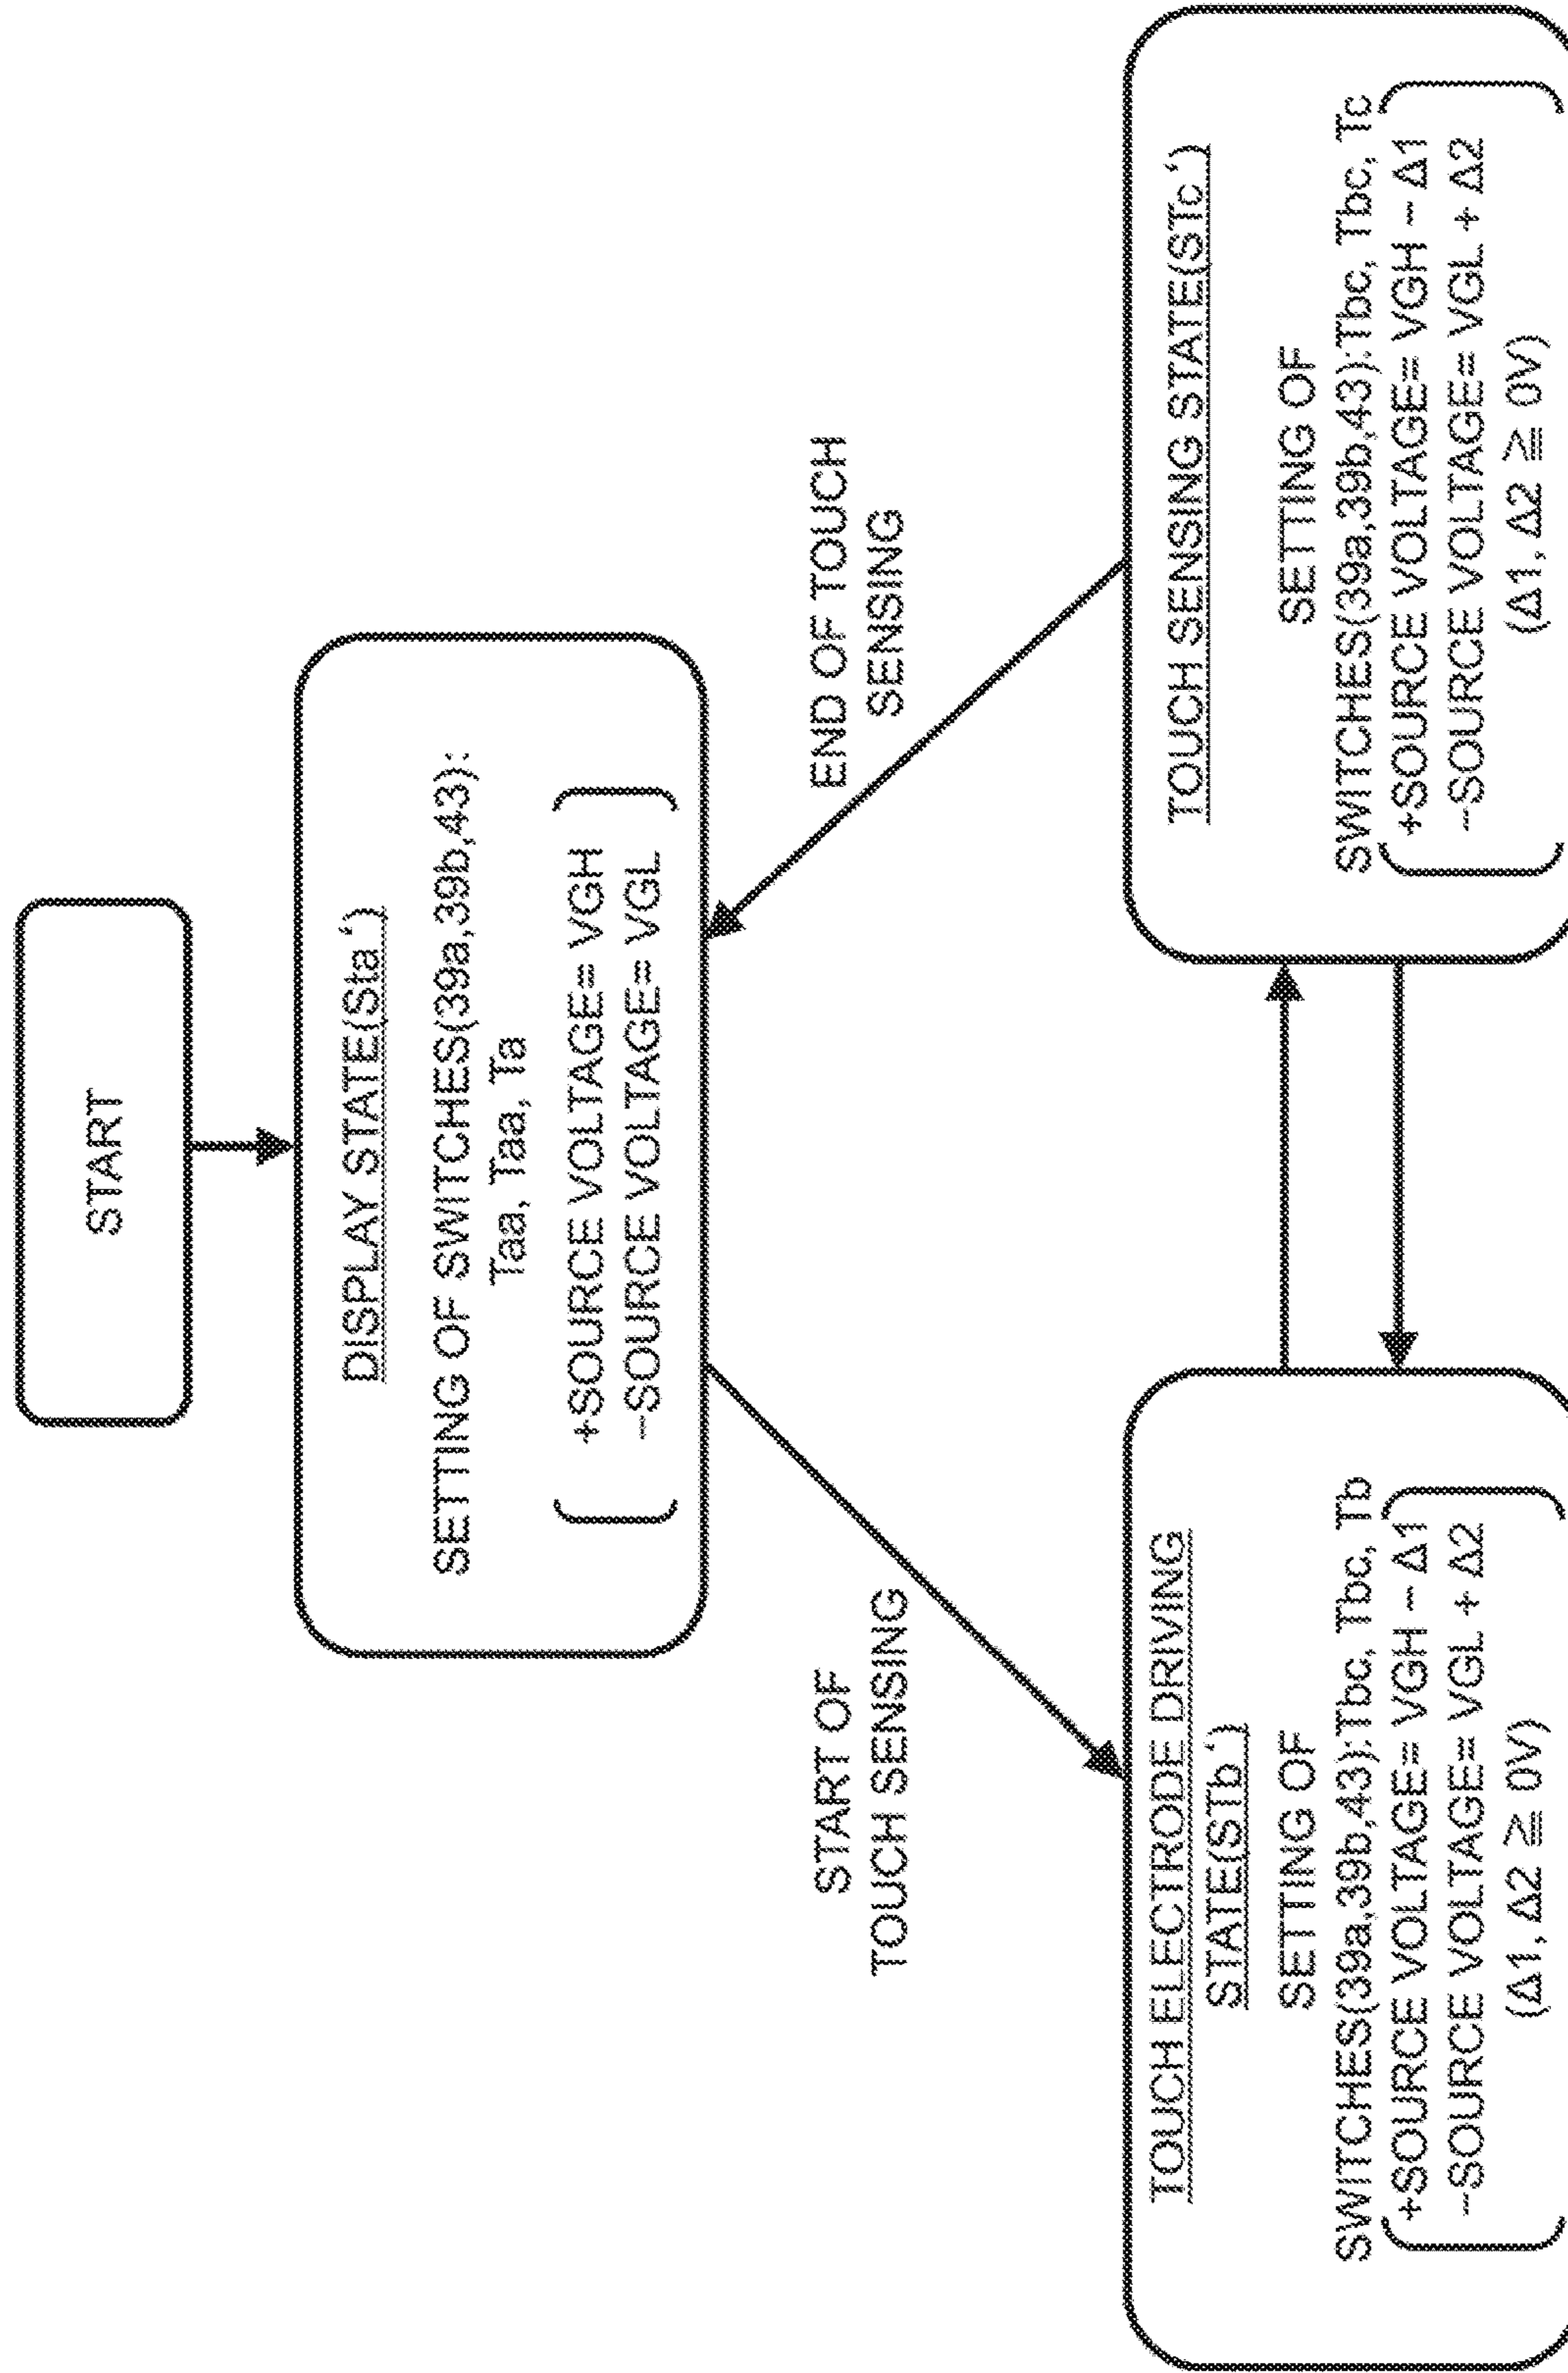 START
DISPLAY STATE(Sta‘)
SETTING OF SWITCHES(39a,39b,43):
Taa, Taa, Ta
+SOURCE VOLTAGE= VGH
−SOURCE VOLTAGE= VGL
START OF
TOUCH SENSING
END OF TOUCH
SENSING
TOUCH ELECTRODE DRIVING
STATE(STb‘)
SETTING OF
SWITCHES(39a,39b,43):Tbc, Tbc, Tb
+SOURCE VOLTAGE= VGH − Δ1
−SOURCE VOLTAGE= VGL + Δ2
(Δ1, Δ2 ≧ 0V)
TOUCH SENSING STATE(STc‘)
SETTING OF
SWITCHES(39a,39b,43):Tbc, Tbc, Tc
+SOURCE VOLTAGE= VGH − Δ1
−SOURCE VOLTAGE= VGL + Δ2
(Δ1, Δ2 ≧ 0V)